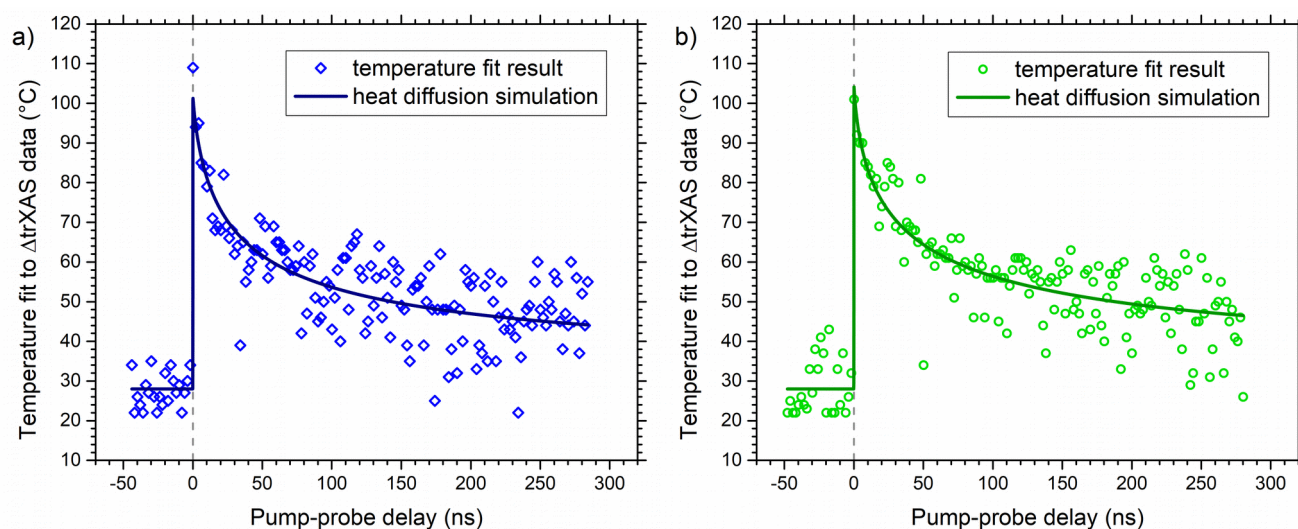 a)
temperature fit result
heat diffusion simulation
Temperature fit to ΔtrXAS data (°C)
120
110
100
90
80
70
60
50
40
30
20
10
-50 0 50 100 150 200 250 300
Pump-probe delay (ns)
b)
temperature fit result
heat diffusion simulation
Temperature fit to ΔtrXAS data (°C)
120
110
100
90
80
70
60
50
40
30
20
10
-50 0 50 100 150 200 250 300
Pump-probe delay (ns)